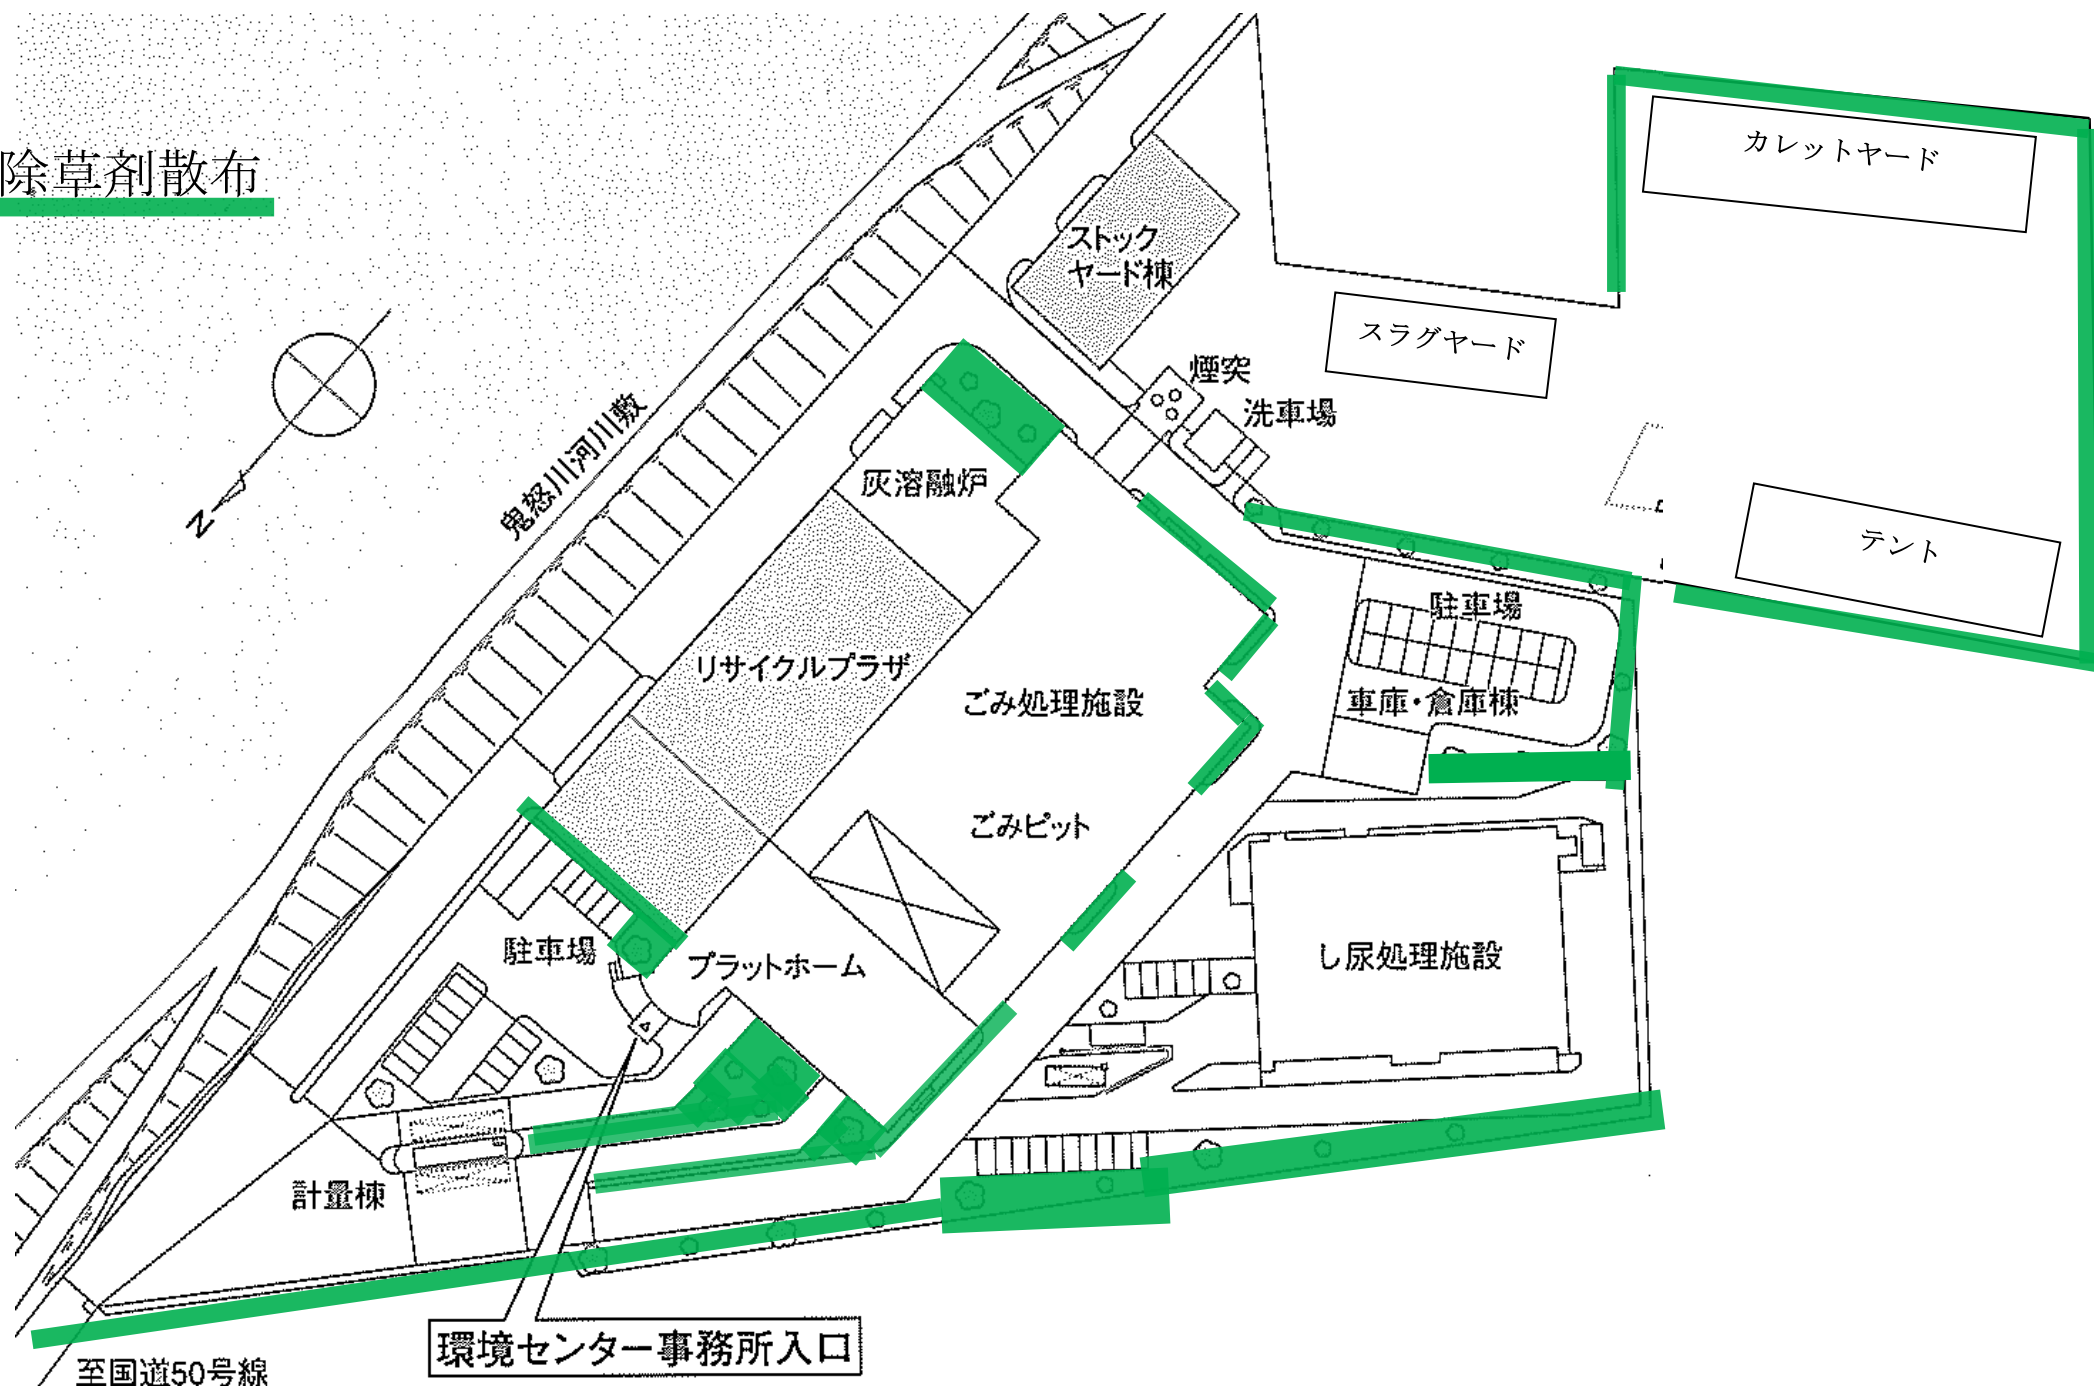 除草剤散布
カレットヤード
ストック
ヤード棟
スラグヤード
煙突
洗車場
鬼怒川河川敷
N
灰溶融炉
テント
駐車場
リサイクルプラザ
ごみ処理施設
車庫・倉庫棟
ごみピット
駐車場
プラットホーム
し尿処理施設
計量棟
環境センター事務所入口
至国道50号線